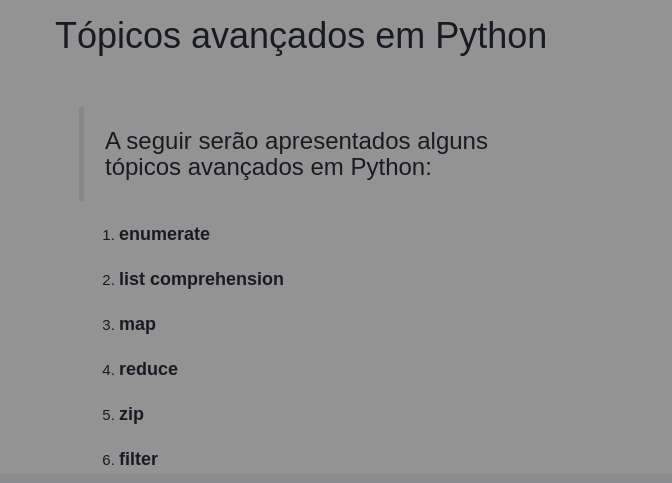 Tópicos avançados em Python
A seguir serão apresentados alguns
tópicos avançados em Python:
1. enumerate
2. list comprehension
3. map
4. reduce
5. zip
6. filter